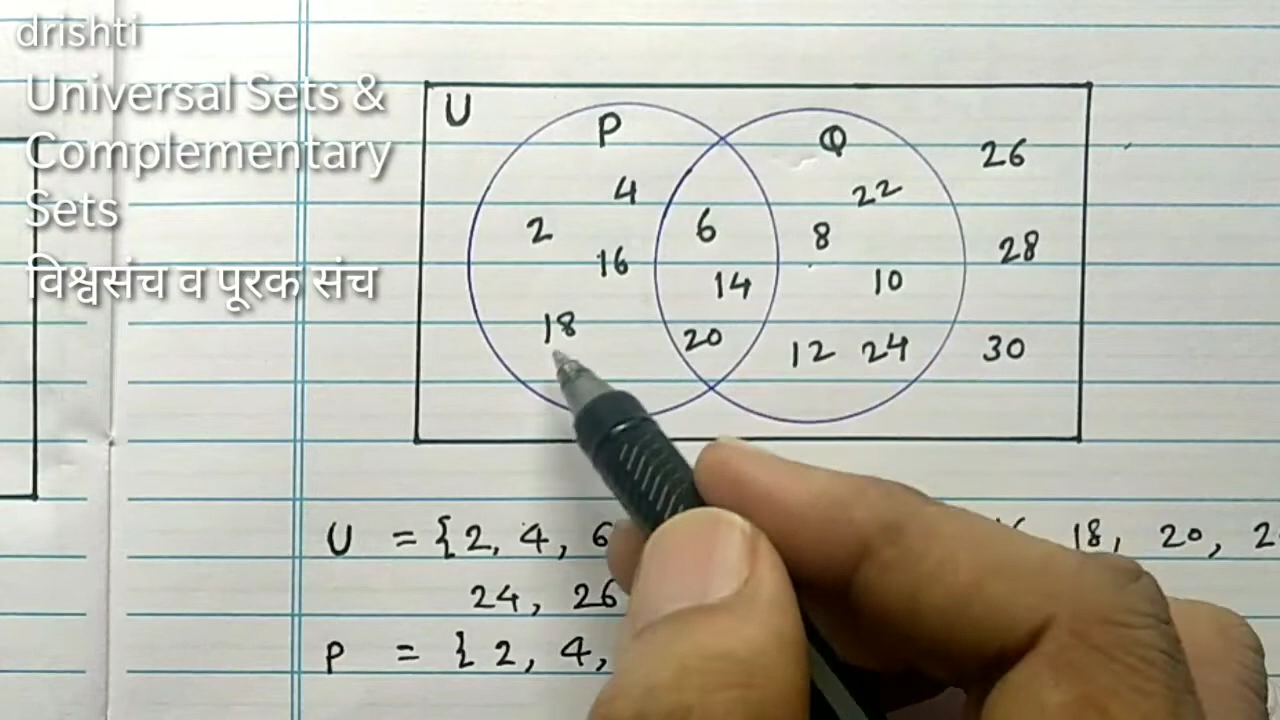 drishti
Universal Sets &
Complementary
Sets
विश्वसंच व पूरक संच
U
P
Q
26
4
22
2
6
8
28
16
14
10
18
20
12 24
30
U = {2, 4, 6 18, 20, 2
24, 26
P = { 2, 4,